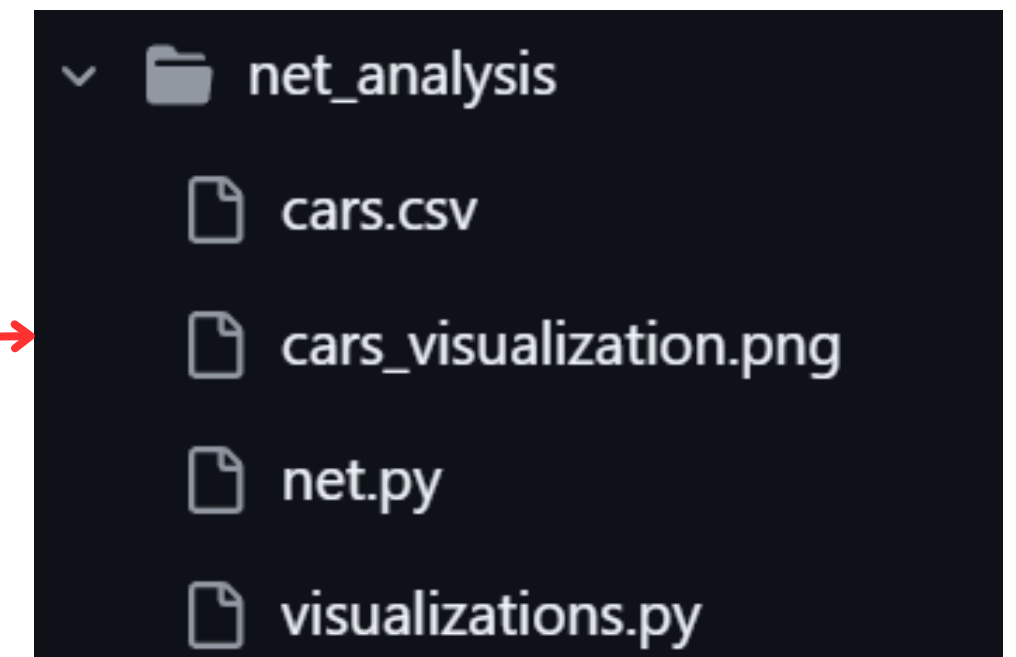 net_analysis
cars.csv
cars_visualization.png
net.py
visualizations.py